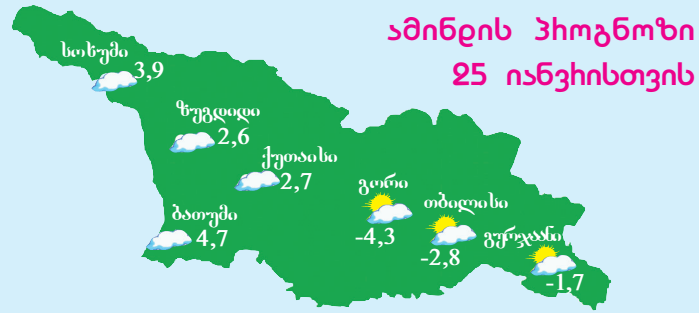 ამინდის პროგნოზი
25 იანვრისთვის
სოხუმი
3,9
ზუგდიდი
2,6
ქუთაისი
2,7
გორი
-4,3
თბილისი
-2,8
ბათუმი
4,7
გურჯაანი
-1,7